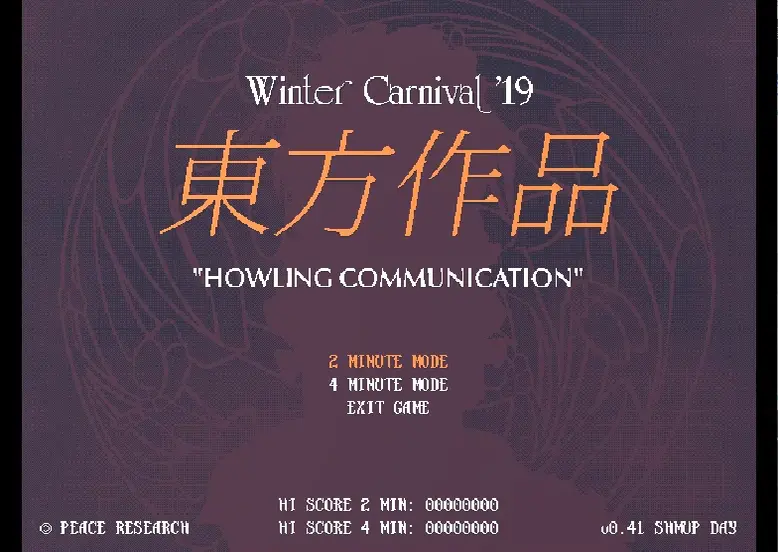 Winter Carnival '19
東方作品
"HOWLING COMMUNICATION"
2 MINUTE MODE
4 MINUTE MODE
EXIT GAME
HI SCORE 2 MIN: 00000000
© PEACE RESEARCH HI SCORE 4 MIN: 00000000 v0.41 SHMUP DAY